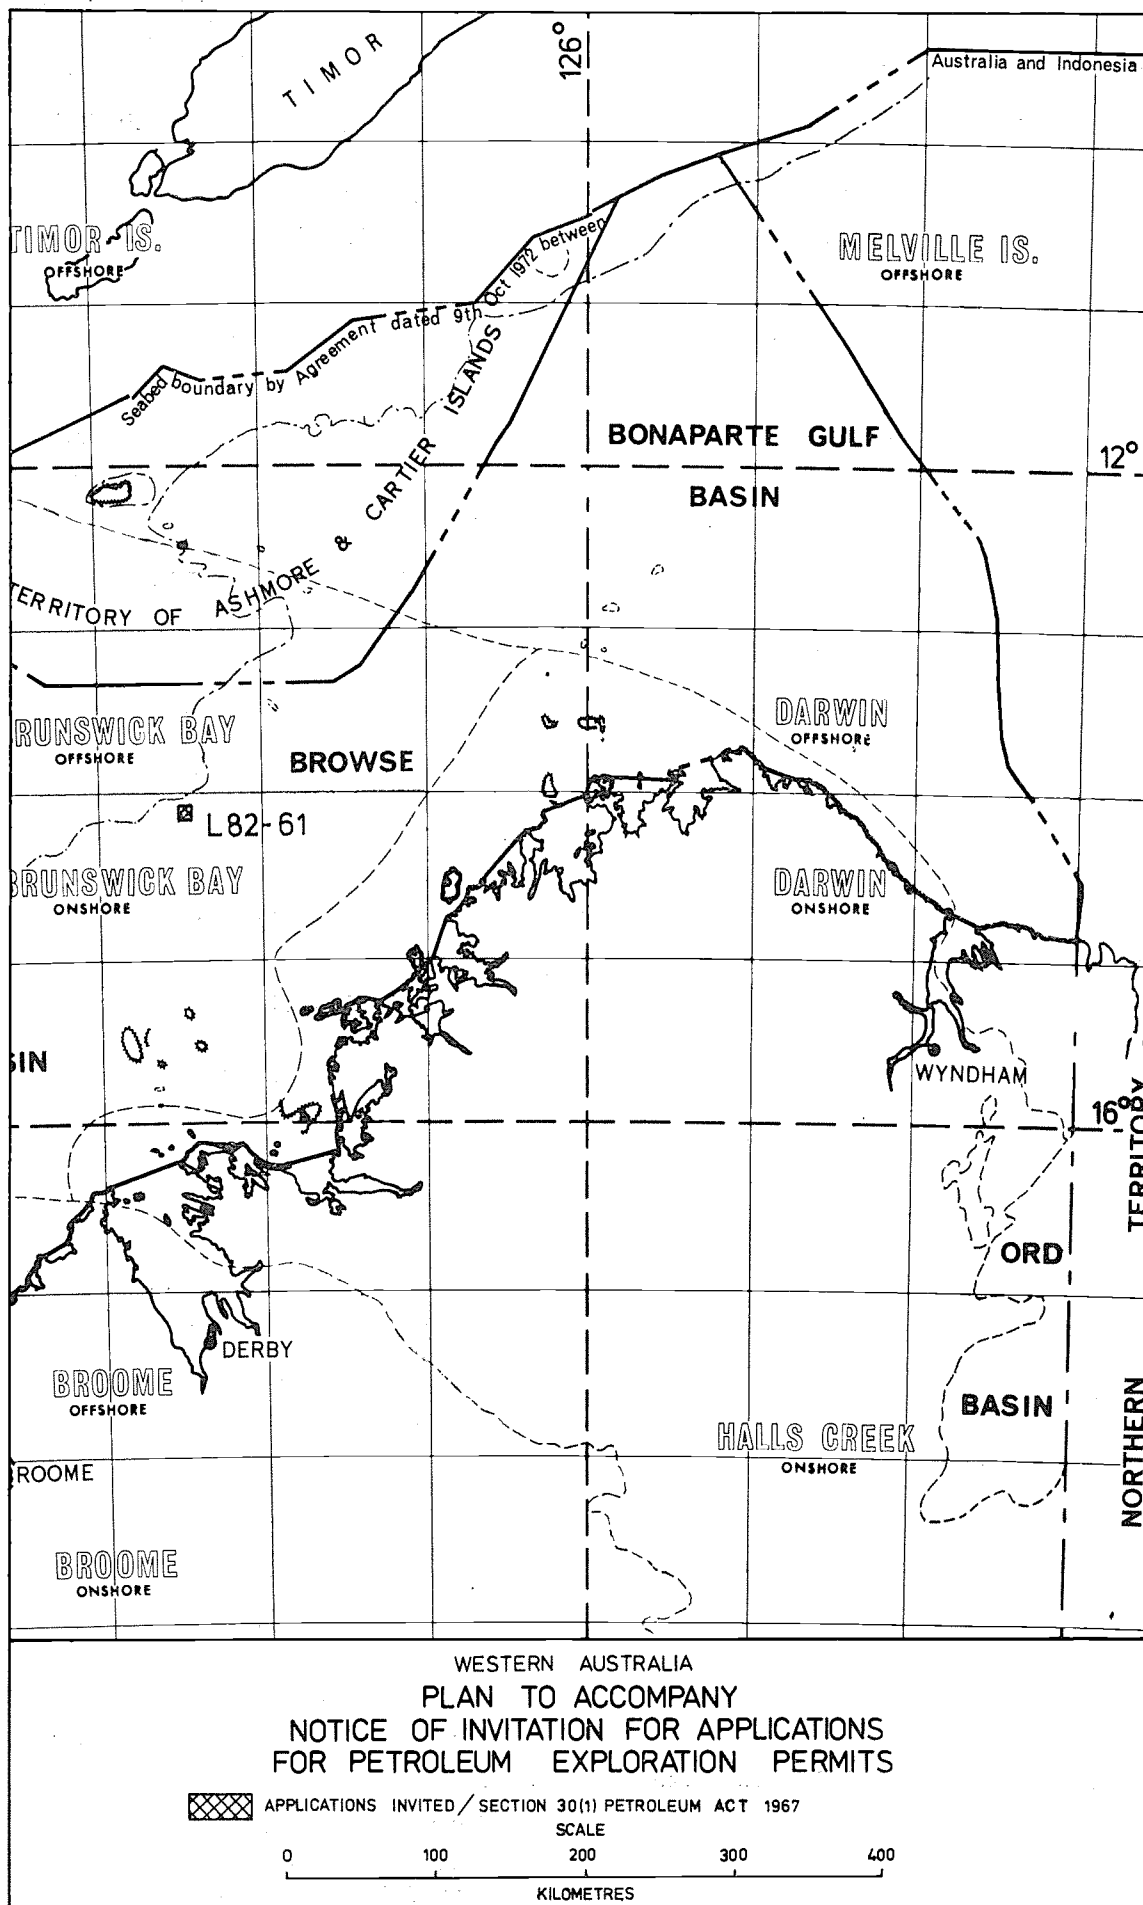 126°
TIMOR
Australia and Indonesia
TIMOR IS.
OFFSHORE
MELVILLE IS.
OFFSHORE
Seabed boundary by Agreement dated 9th Oct 1972 between
TERRITORY OF ASHMORE & CARTIER ISLANDS
BONAPARTE GULF
BASIN
12°
RUNSWICK BAY
OFFSHORE
BROWSE
DARWIN
OFFSHORE
L82-61
BRUNSWICK BAY
ONSHORE
DARWIN
ONSHORE
SIN
WYNDHAM
16°
NORTHERN TERRITORY
ORD
BASIN
DERBY
BROOME
OFFSHORE
HALLS CREEK
ONSHORE
ROOME
BROOME
ONSHORE
WESTERN AUSTRALIA
PLAN TO ACCOMPANY
NOTICE OF INVITATION FOR APPLICATIONS
FOR PETROLEUM EXPLORATION PERMITS
APPLICATIONS INVITED/SECTION 30(1) PETROLEUM ACT 1967
SCALE
0 100 200 300 400
KILOMETRES